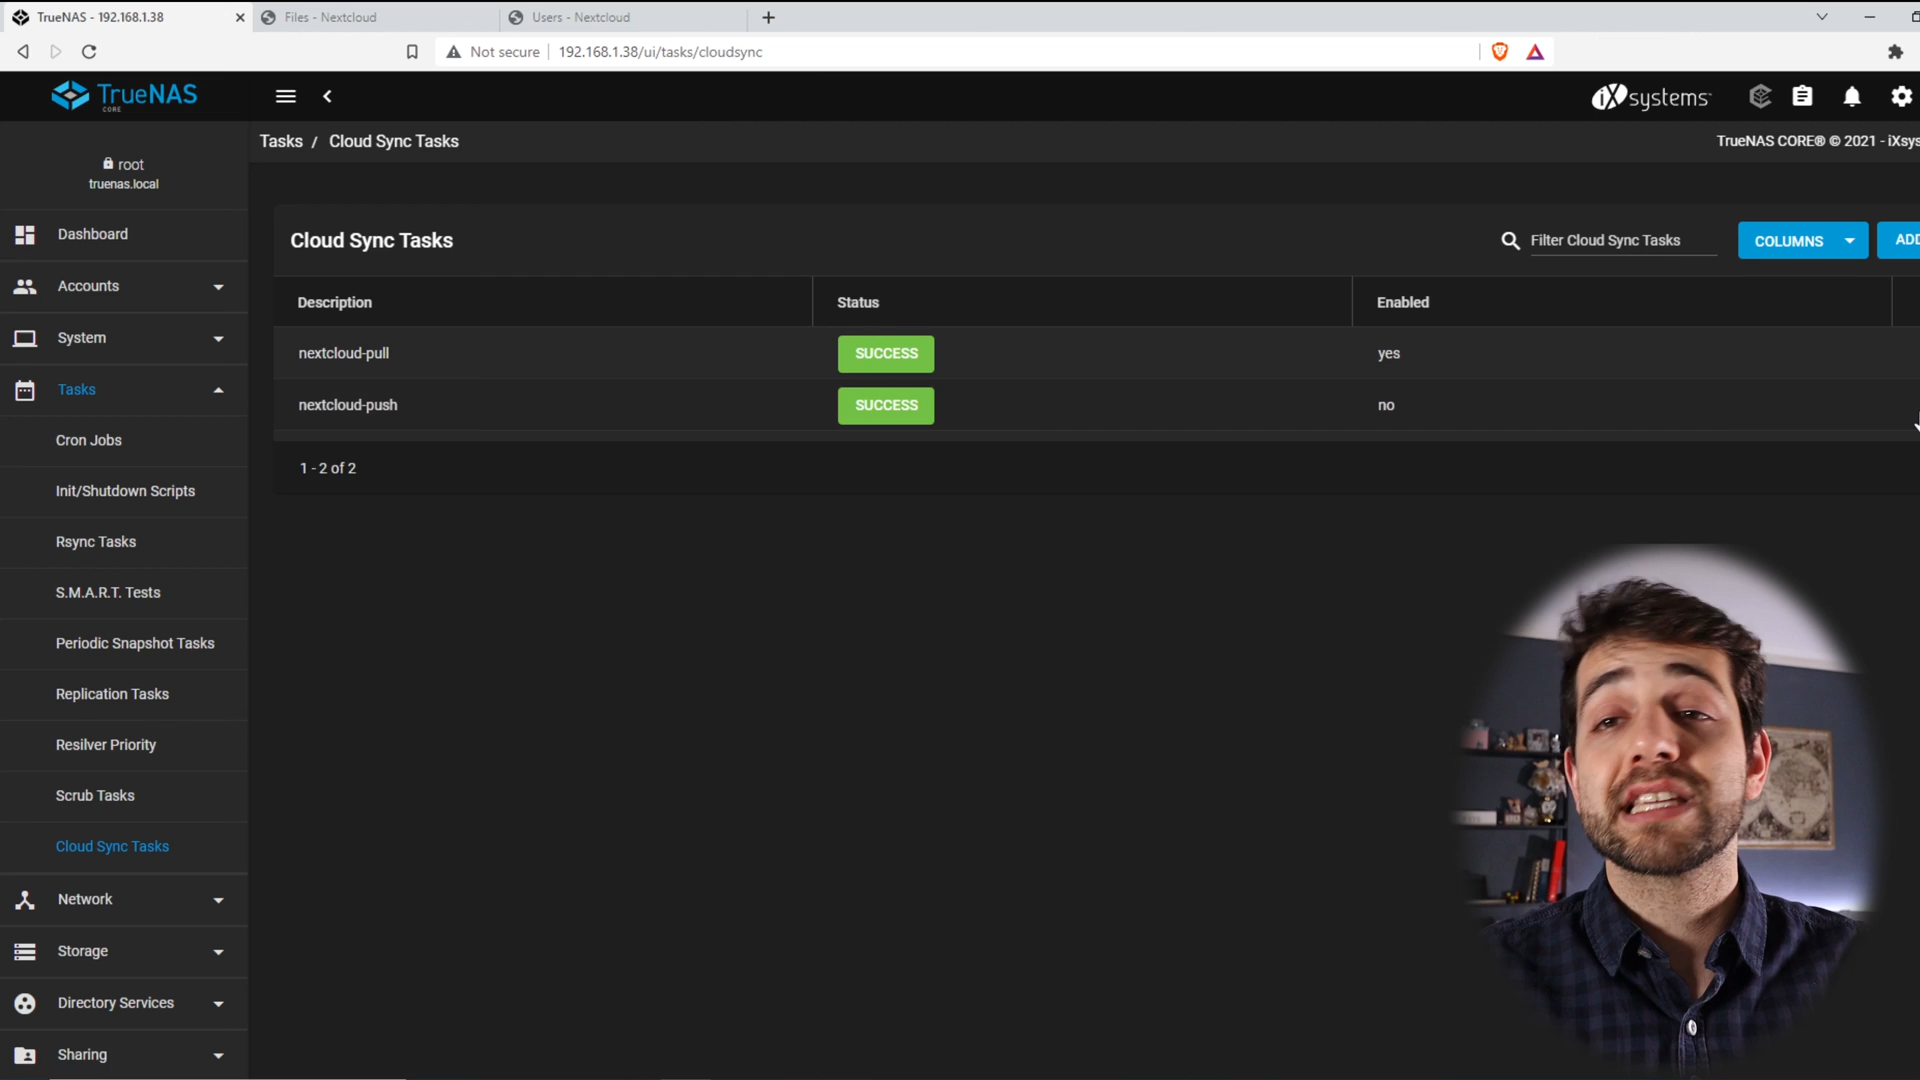 TrueNAS - 192.168.1.38
Files - Nextcloud
Users - Nextcloud
Not secure
192.168.1.38/ui/tasks/cloudsync
TrueNAS
CORE
iXsystems
Tasks / Cloud Sync Tasks
TrueNAS CORE® © 2021 - iXsys
root
truenas.local
Dashboard
Accounts
System
Tasks
Cron Jobs
Init/Shutdown Scripts
Rsync Tasks
S.M.A.R.T. Tests
Periodic Snapshot Tasks
Replication Tasks
Resilver Priority
Scrub Tasks
Cloud Sync Tasks
Network
Storage
Directory Services
Sharing
Cloud Sync Tasks
Filter Cloud Sync Tasks
COLUMNS
ADD
Description Status Enabled
nextcloud-pull SUCCESS yes
nextcloud-push SUCCESS no
1 - 2 of 2